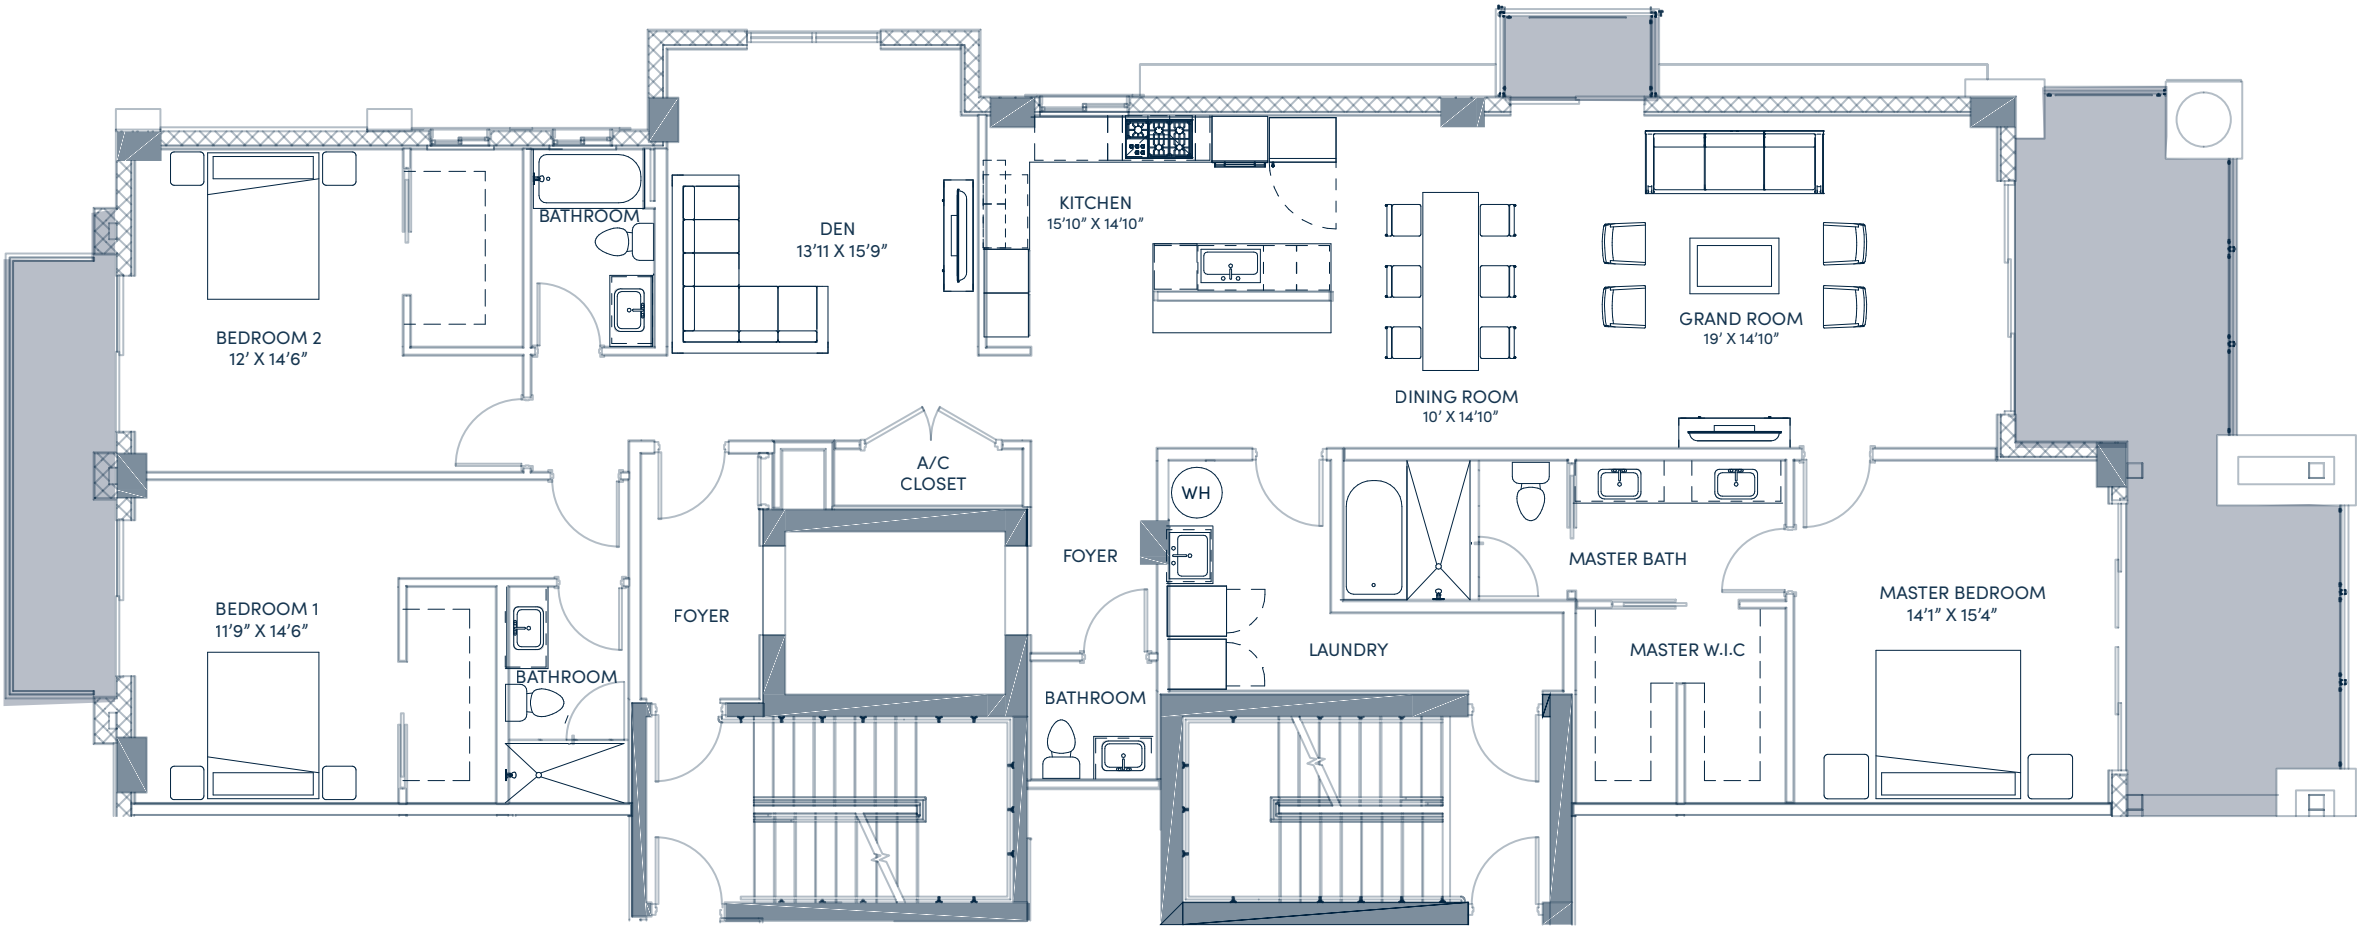 BATHROOM
KITCHEN
15'10" X 14'10"
DEN
13'11 X 15'9"
BEDROOM 2
12' X 14'6"
GRAND ROOM
19' X 14'10"
DINING ROOM
10' X 14'10"
A/C
CLOSET
WH
FOYER
MASTER BATH
BEDROOM 1
11'9" X 14'6"
FOYER
MASTER BEDROOM
14'1" X 15'4"
LAUNDRY
MASTER W.I.C
BATHROOM
BATHROOM